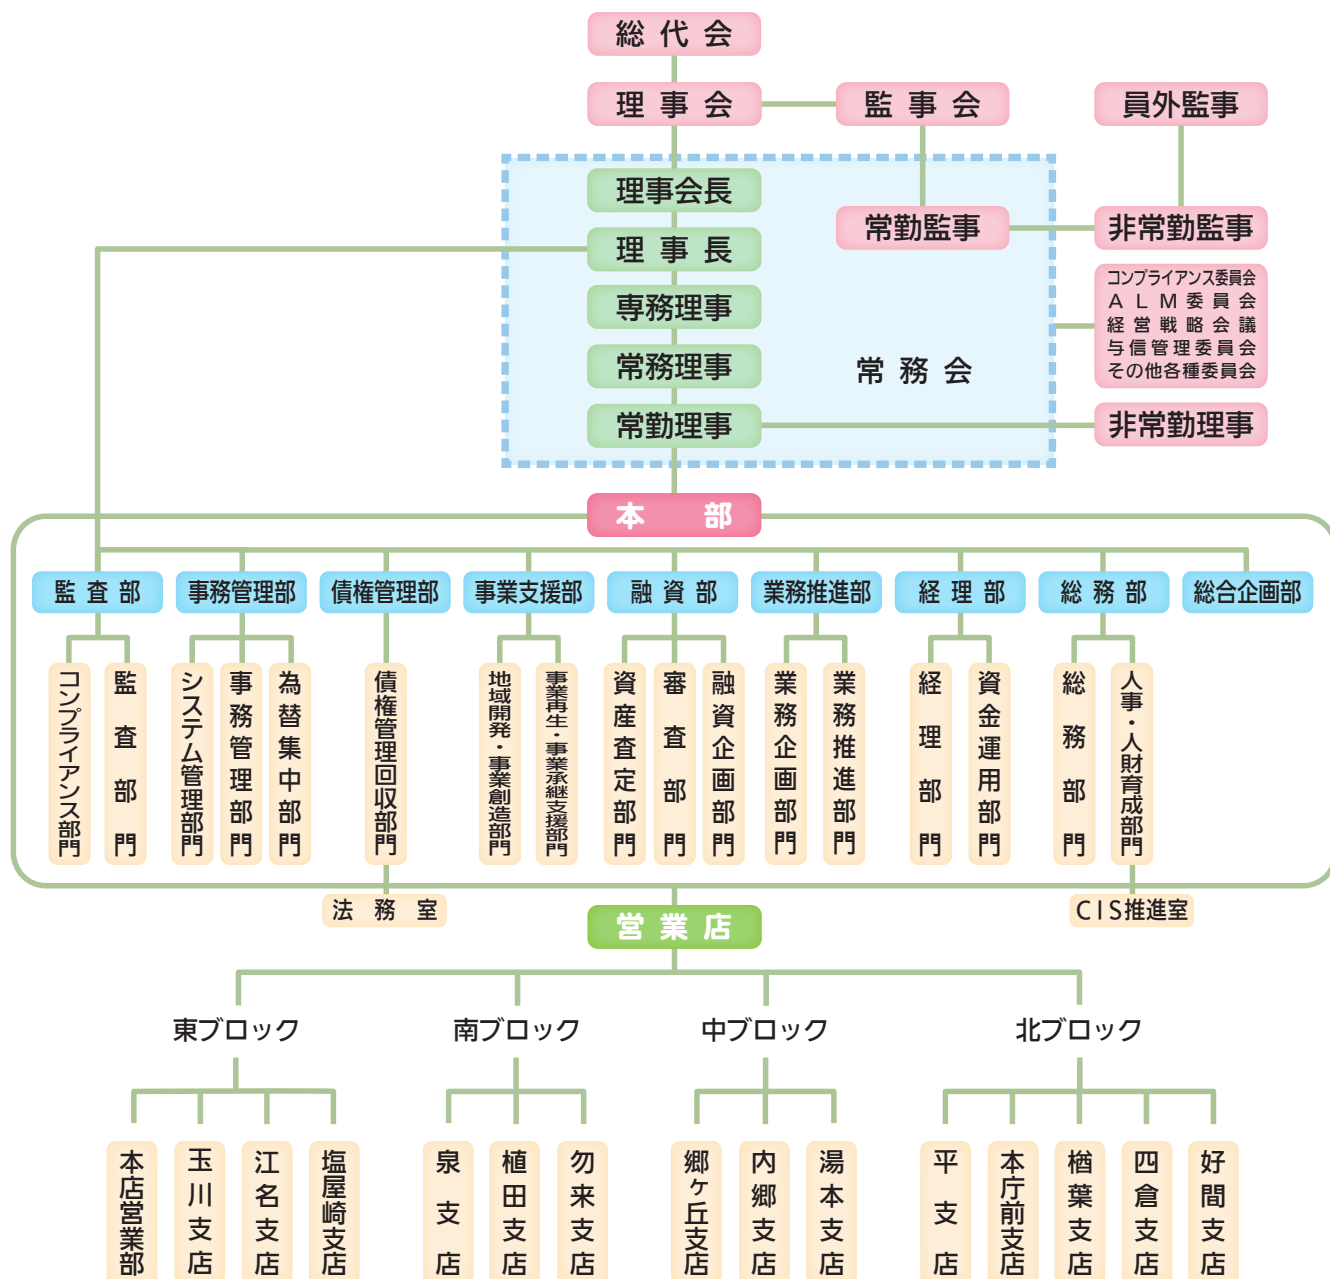 総代会
理事会
監事会
員外監事
理事会長
常勤監事
非常勤監事
理事長
コンプライアンス委員会
ALM委員会
経営戦略会議
与信管理委員会
その他各種委員会
専務理事
常務理事
常務会
常勤理事
非常勤理事
本部
監査部
事務管理部
債権管理部
事業支援部
融資部
業務推進部
経理部
総務部
総合企画部
コンプライアンス部門
監査部門
システム管理部門
事務管理部門
為替集中部門
債権管理回収部門
地域開発・事業創造部門
事業再生・事業承継支援部門
資産査定部門
審査部門
融資企画部門
業務企画部門
業務推進部門
経理部門
資金運用部門
総務部門
人事・人財育成部門
法務室
CIS推進室
営業店
東ブロック
南ブロック
中ブロック
北ブロック
本店営業部
玉川支店
江名支店
塩屋崎支店
泉支店
植田支店
勿来支店
郷ヶ丘支店
内郷支店
湯本支店
平支店
本庁前支店
楢葉支店
四倉支店
好間支店